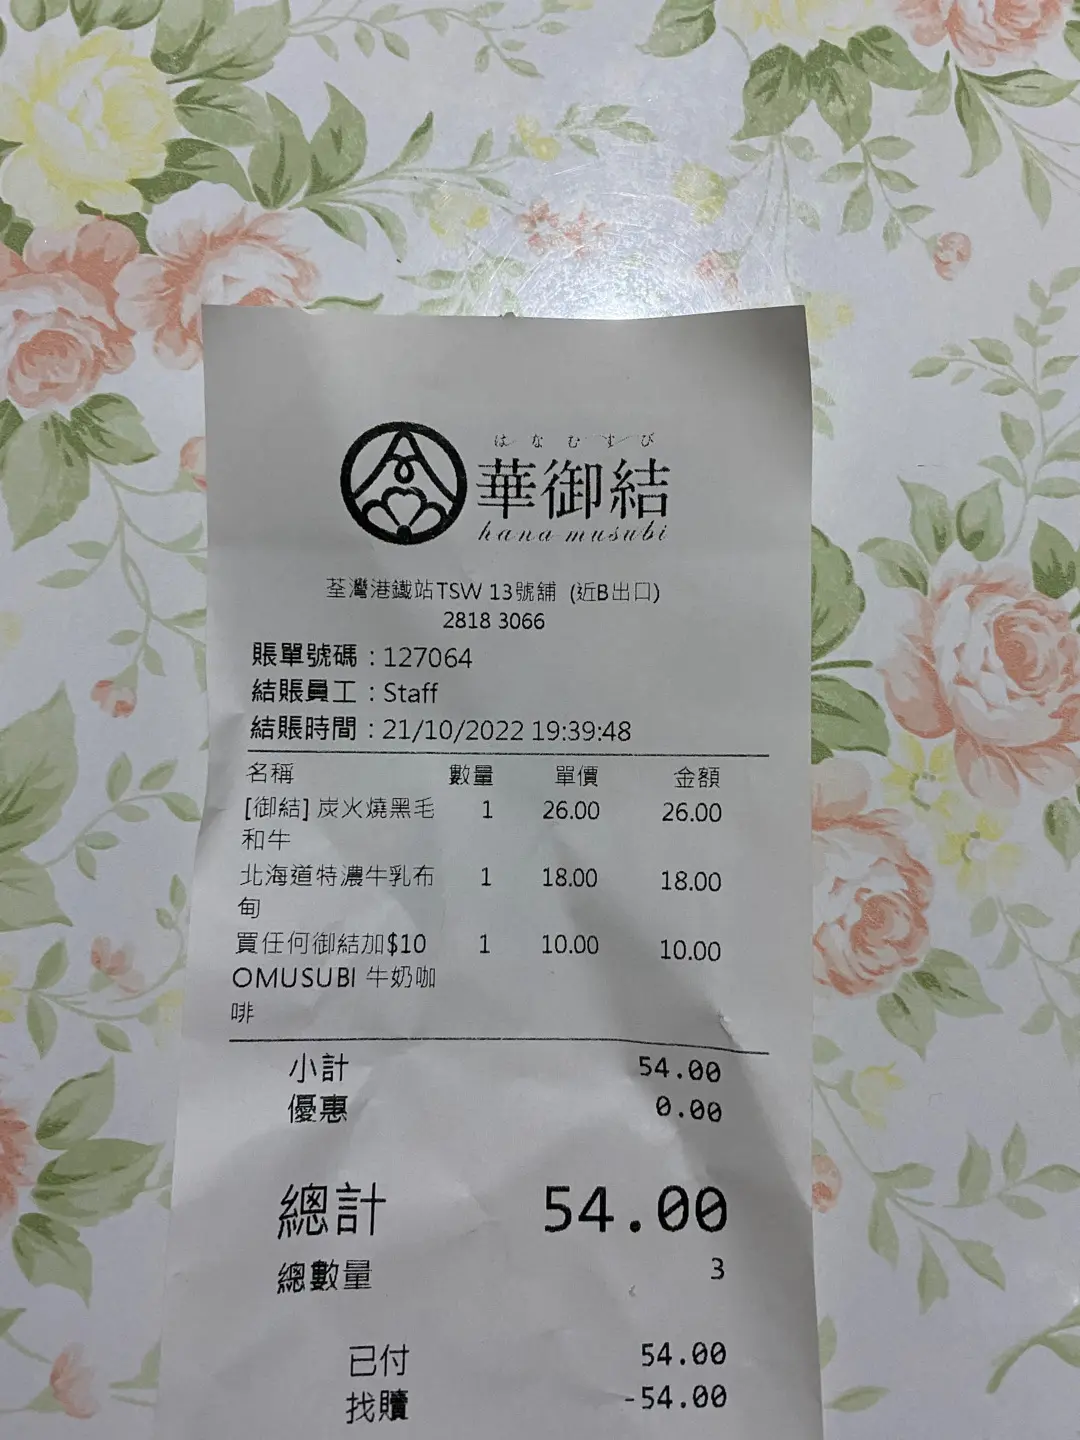 はなむすび
華御結
hana musubi
荃灣港鐵站TSW 13號舖 (近B出口)
2818 3066
賬單號碼：127064
結賬員工：Staff
結賬時間：21/10/2022 19:39:48
名稱 數量 單價 金額
[御結] 炭火燒黑毛 1 26.00 26.00
和牛
北海道特濃牛乳布 1 18.00 18.00
甸
買任何御結加$10 1 10.00 10.00
OMUSUBI 牛奶咖
啡
小計 54.00
優惠 0.00
總計 54.00
總數量 3
已付 54.00
找贖 -54.00